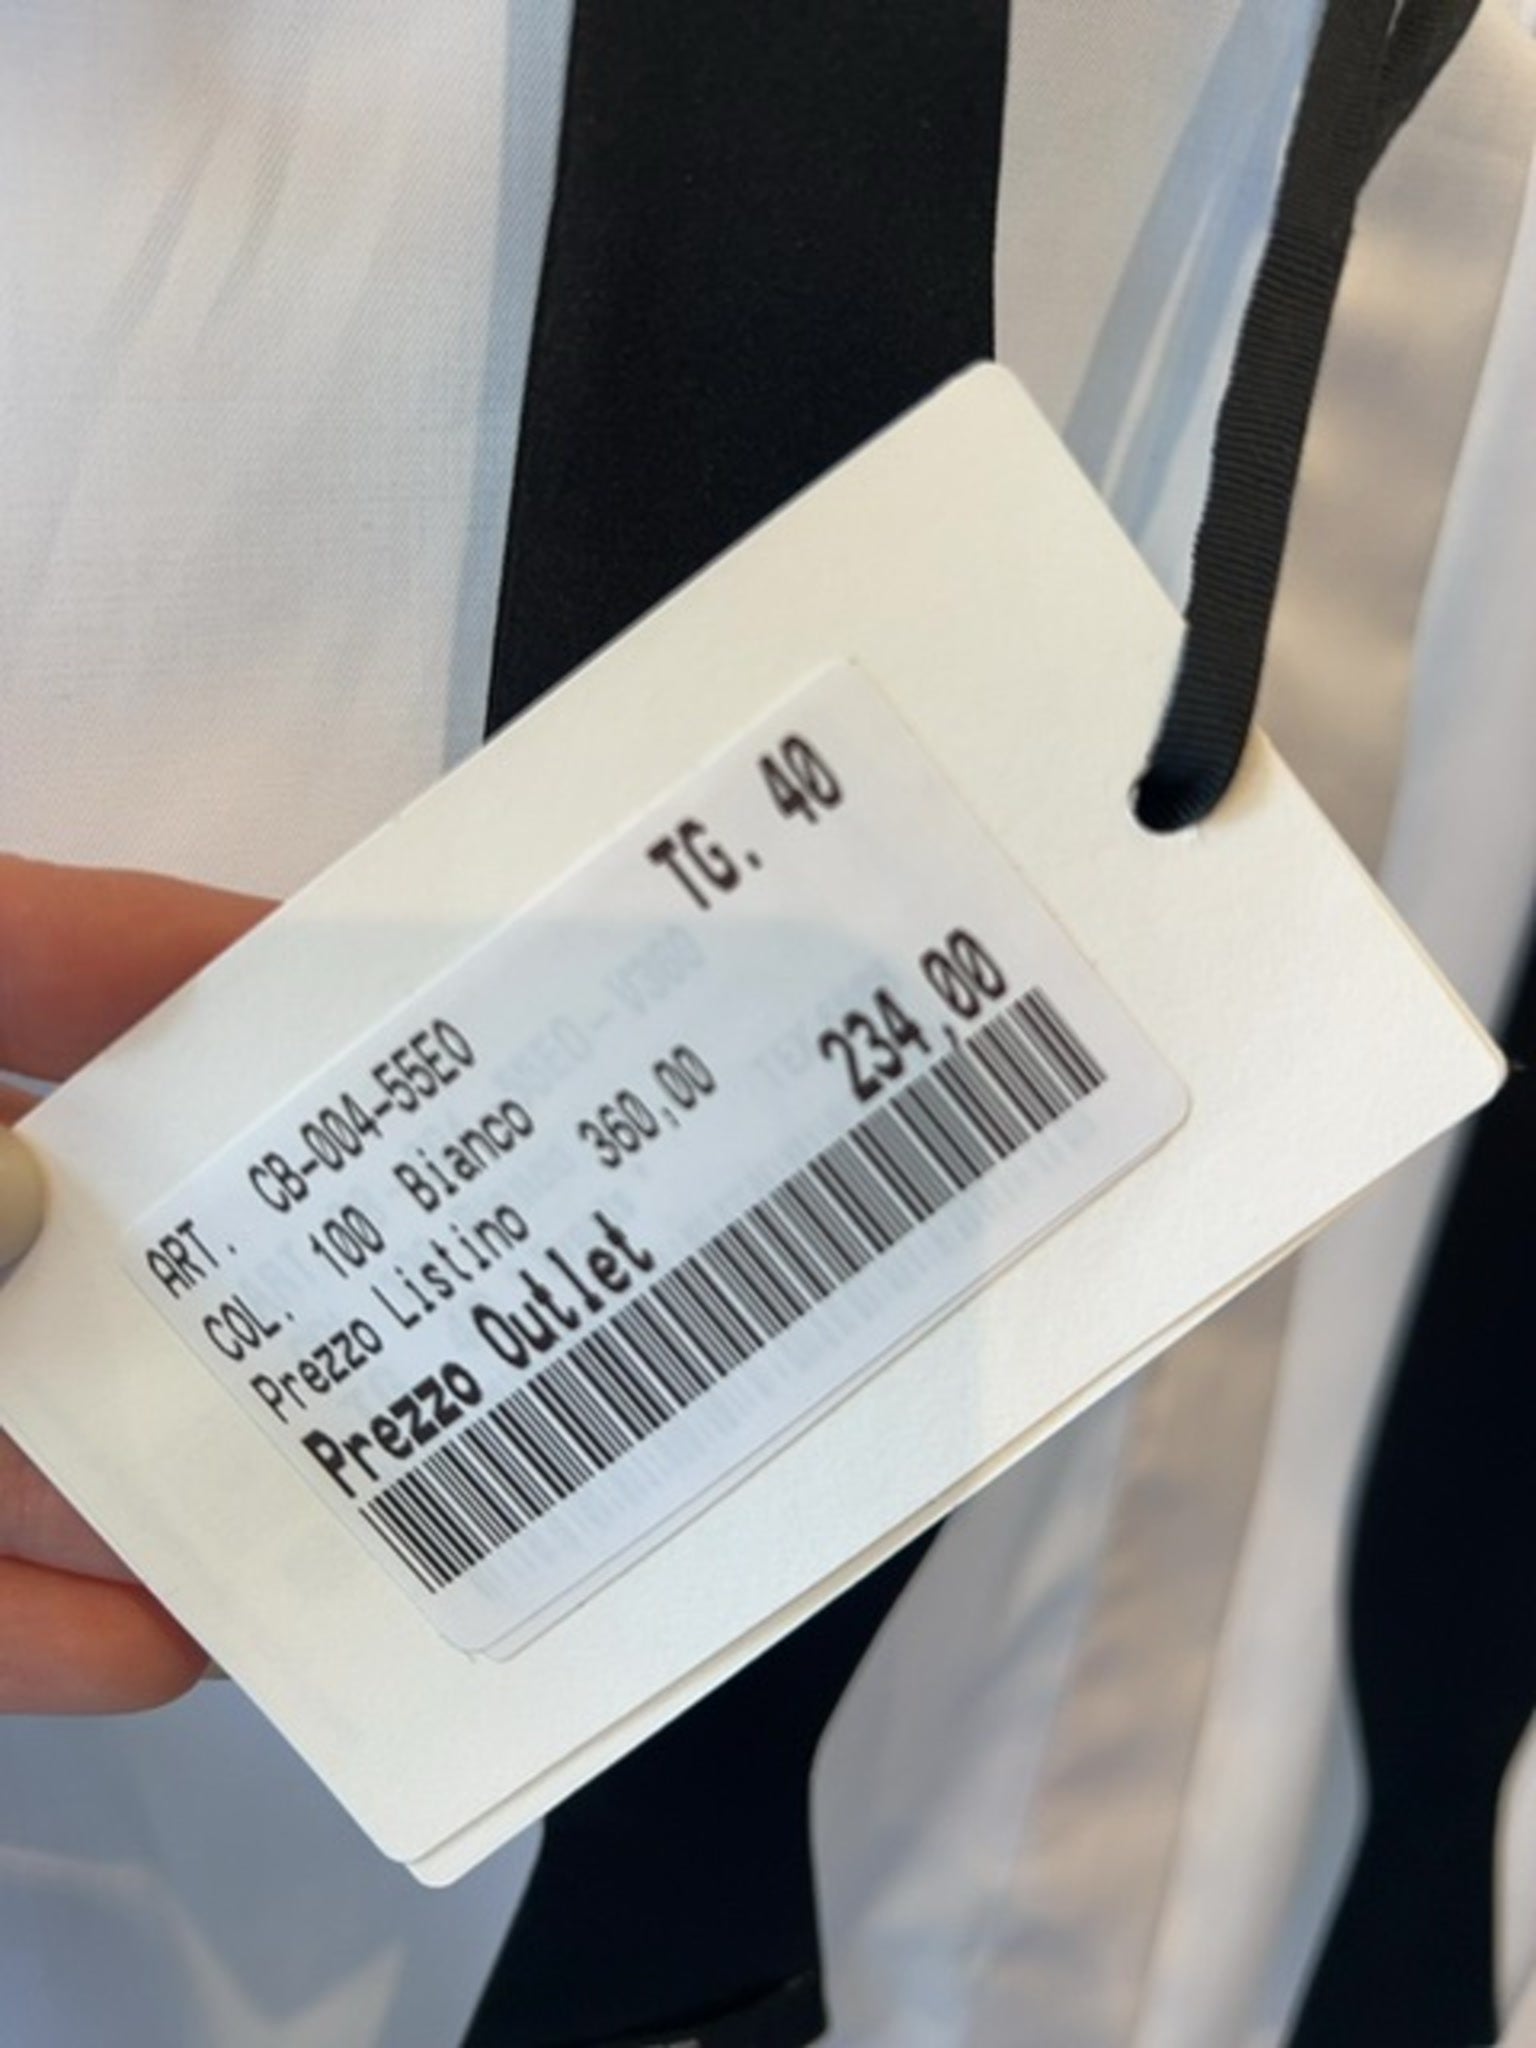 TG. 40
ART. CB-004-55E0
COL. 100 Bianco
Prezzo Listino 360,00
Prezzo Outlet 234,00